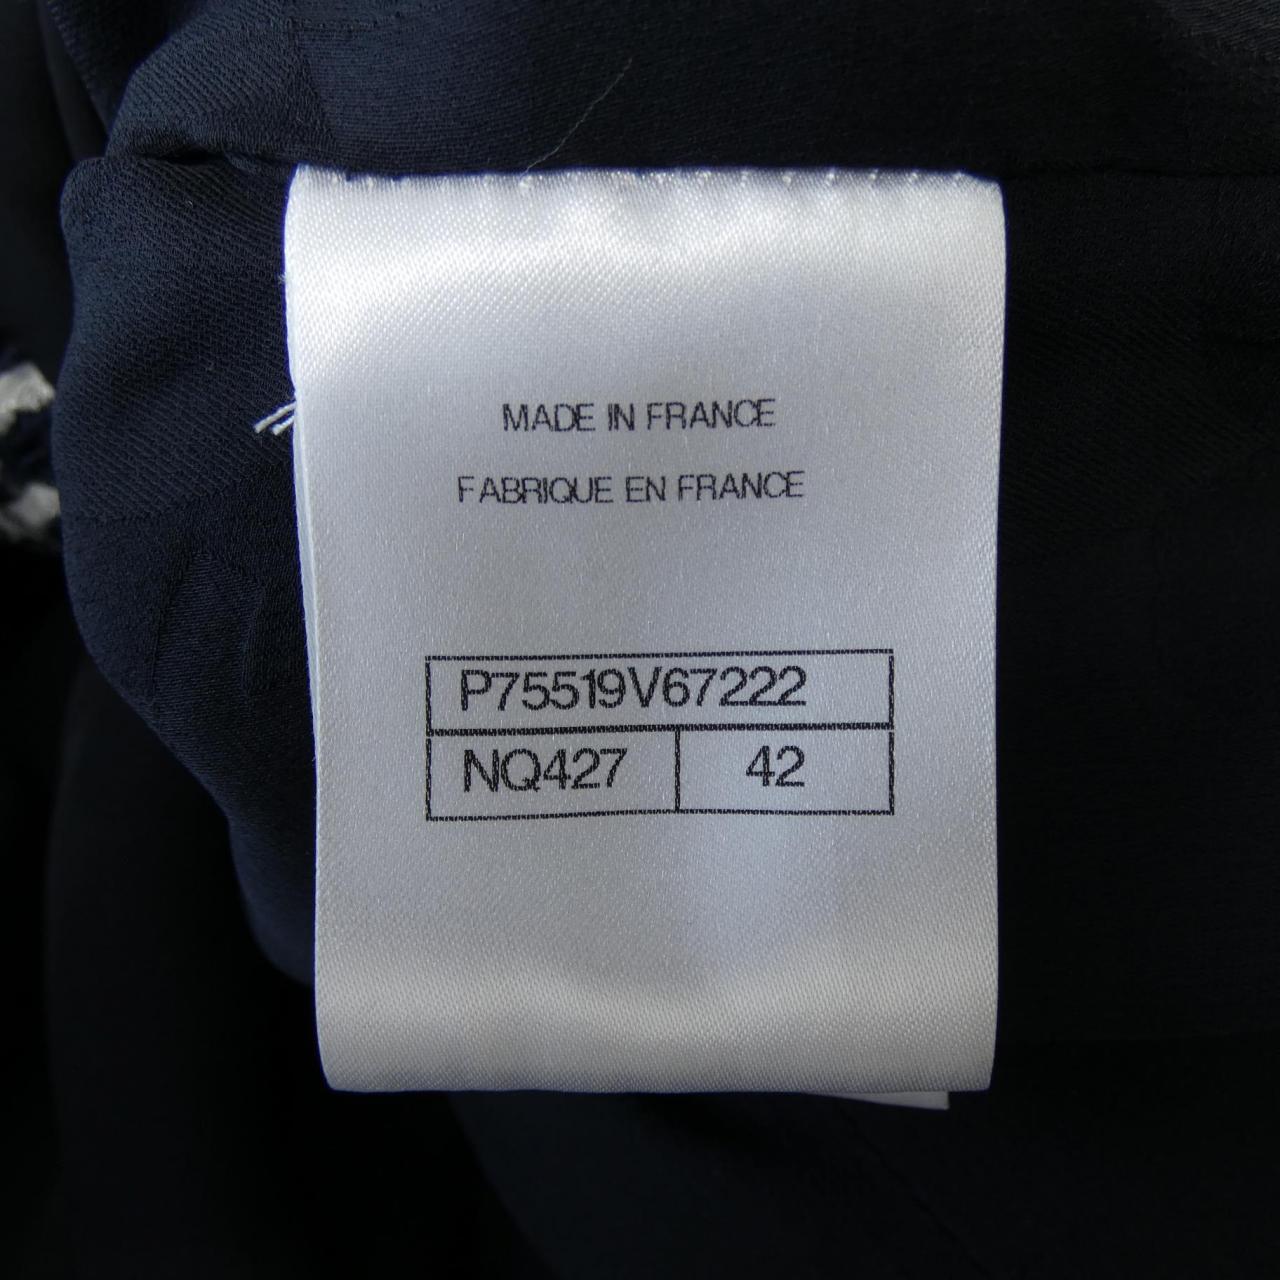 MADE IN FRANCE
FABRIQUE EN FRANCE
P75519V67222
NQ427 42